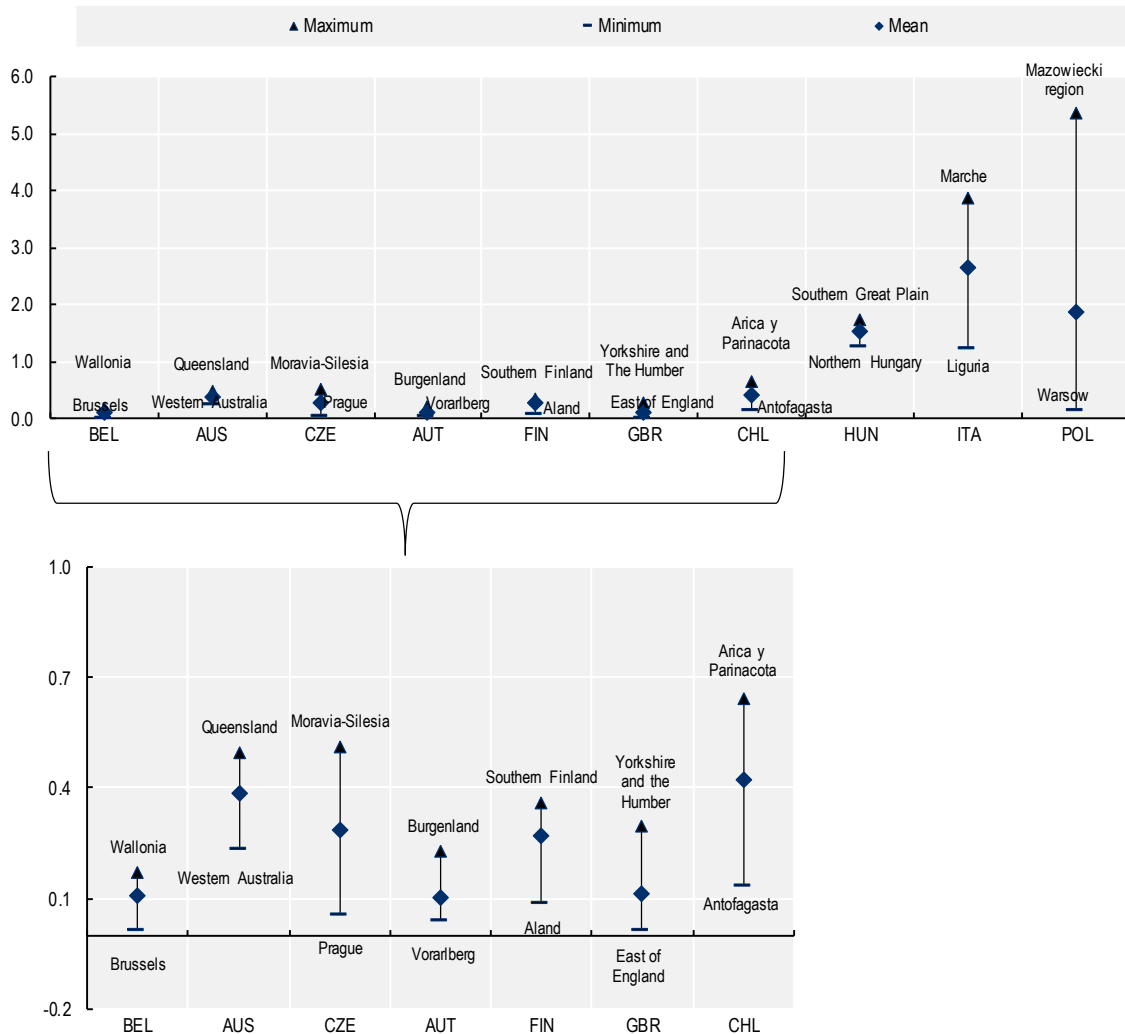 Maximum Minimum Mean
6.0
5.0
4.0
3.0
2.0
1.0
0.0
Mazowiecki
region
Marche
Southern Great Plain
Arica y
Parinacota
Yorkshire and
The Humber
Wallonia
Queensland
Moravia-Silesia
Burgenland
Southern Finland
Northern Hungary
Liguria
Brussels
Western Australia
Prague
Vorarlberg
Aland
East of England
Antofagasta
Warsow
BEL AUS CZE AUT FIN GBR CHL HUN ITA POL
1.0
0.7
0.4
0.1
-0.2
Arica y
Parinacota
Queensland
Moravia-Silesia
Southern Finland
Yorkshire
and the
Humber
Wallonia
Burgenland
Western Australia
Antofagasta
Brussels
Prague
Vorarlberg
Aland
East of
England
BEL AUS CZE AUT FIN GBR CHL